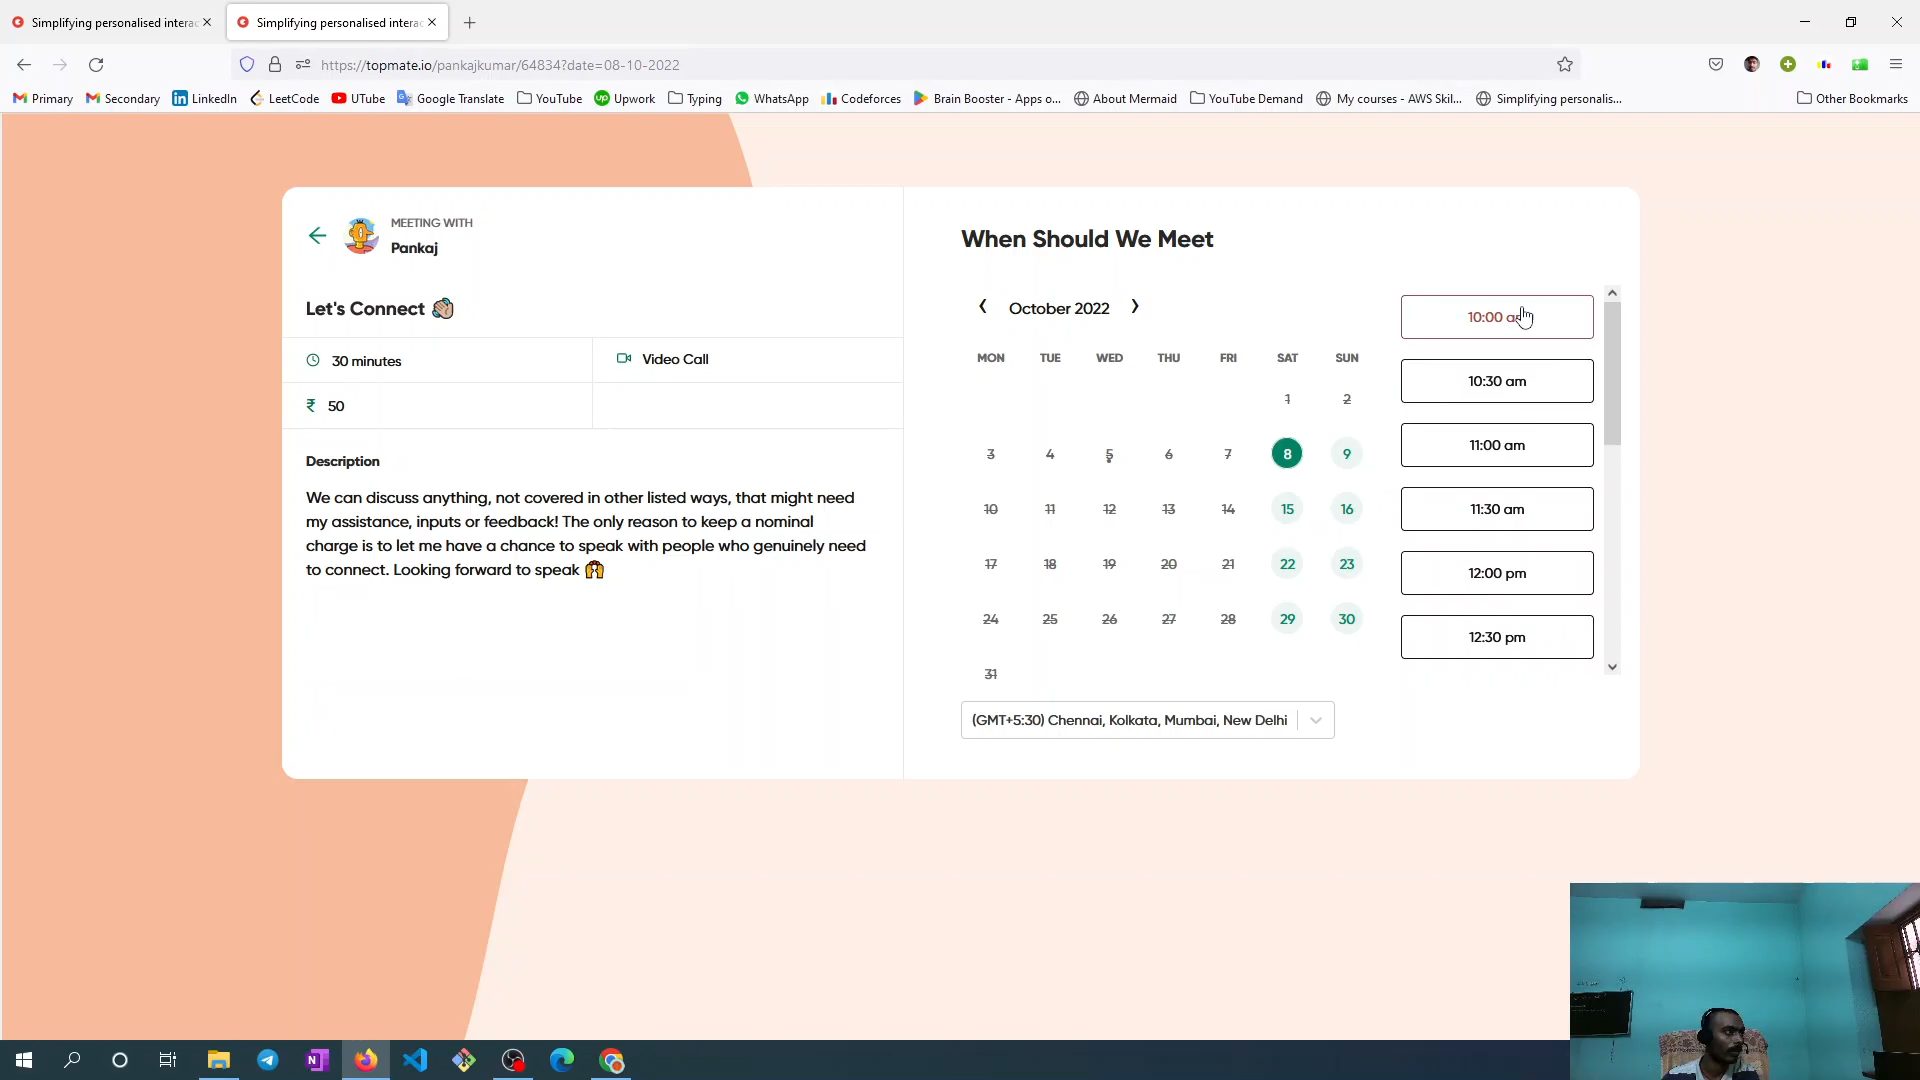 Simplifying personalised interac
Simplifying personalised interac
https://topmate.io/pankajkumar/64834?date=08-10-2022
Primary
Secondary
LinkedIn
LeetCode
UTube
Google Translate
YouTube
Upwork
Typing
WhatsApp
Codeforces
Brain Booster - Apps o...
About Mermaid
YouTube Demand
My courses - AWS Skil...
Simplifying personalis...
Other Bookmarks
MEETING WITH
Pankaj
Let's Connect 👋🏼
30 minutes
Video Call
₹ 50
Description
We can discuss anything, not covered in other listed ways, that might need
my assistance, inputs or feedback! The only reason to keep a nominal
charge is to let me have a chance to speak with people who genuinely need
to connect. Looking forward to speak 🙌
When Should We Meet
October 2022
MON TUE WED THU FRI SAT SUN
1 2
3 4 5 6 7 8 9
10 11 12 13 14 15 16
17 18 19 20 21 22 23
24 25 26 27 28 29 30
31
(GMT+5:30) Chennai, Kolkata, Mumbai, New Delhi
10:00
10:30 am
11:00 am
11:30 am
12:00 pm
12:30 pm